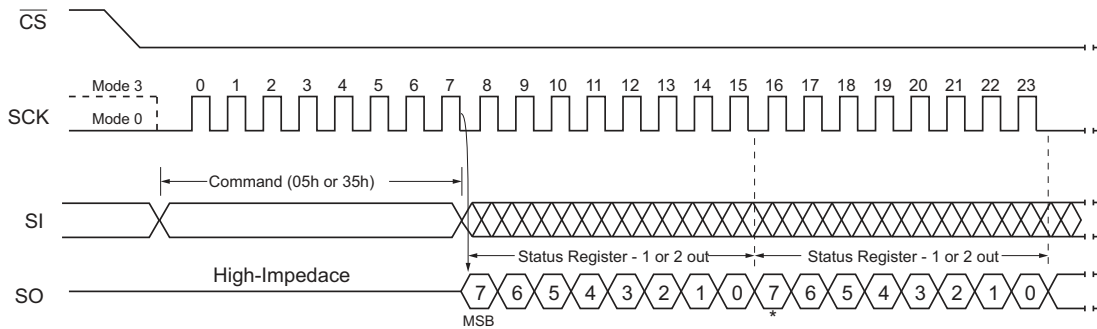 CS
0 1 2 3 4 5 6 7 8 9 10 11 12 13 14 15 16 17 18 19 20 21 22 23
Mode 3
SCK
Mode 0
Command (05h or 35h)
SI
Status Register - 1 or 2 out Status Register - 1 or 2 out
High-Impedace
SO
7 6 5 4 3 2 1 0 7 6 5 4 3 2 1 0
MSB *